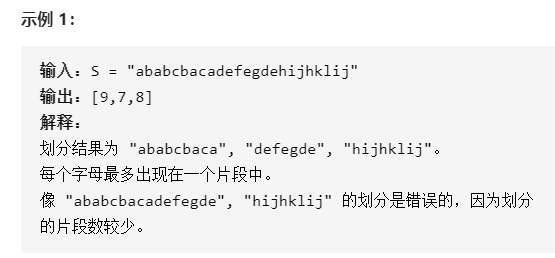 示例 1：
输入：S = "ababcbacadefegdehijhklij"
输出：[9,7,8]
解释：
划分结果为 "ababcbaca", "defegde", "hijhklij"。
每个字母最多出现在一个片段中。
像 "ababcbacadefegde", "hijhklij" 的划分是错误的，因为划分
的片段数较少。